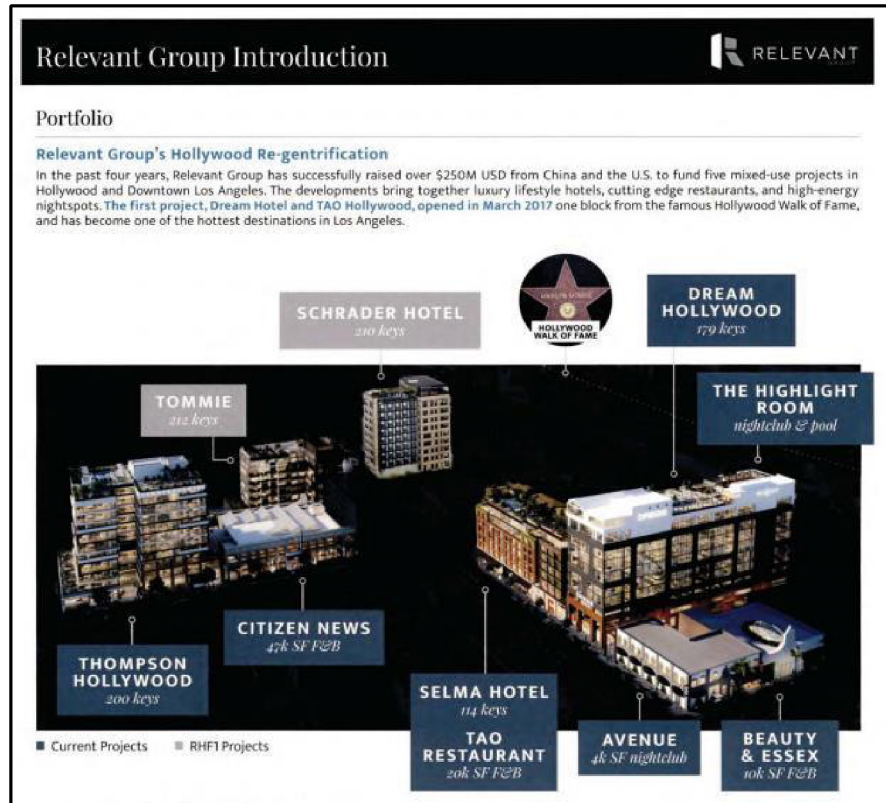 Relevant Group Introduction
RELEVANT
GROUP
Portfolio
Relevant Group's Hollywood Re-gentrification
In the past four years, Relevant Group has successfully raised over $250M USD from China and the U.S. to fund five mixed-use projects in
Hollywood and Downtown Los Angeles. The developments bring together luxury lifestyle hotels, cutting edge restaurants, and high-energy
nightspots. The first project, Dream Hotel and TAO Hollywood, opened in March 2017 one block from the famous Hollywood Walk of Fame,
and has become one of the hottest destinations in Los Angeles.
SCHRADER HOTEL
210 keys
HOLLYWOOD
WALK OF FAME
DREAM
HOLLYWOOD
179 keys
TOMMIE
212 keys
THE HIGHLIGHT
ROOM
nightclub & pool
CITIZEN NEWS
47k SF F&B
THOMPSON
HOLLYWOOD
200 keys
SELMA HOTEL
114 keys
TAO
RESTAURANT
20k SF F&B
AVENUE
4k SF nightclub
BEAUTY
& ESSEX
10k SF F&B
Current Projects
RHF1 Projects